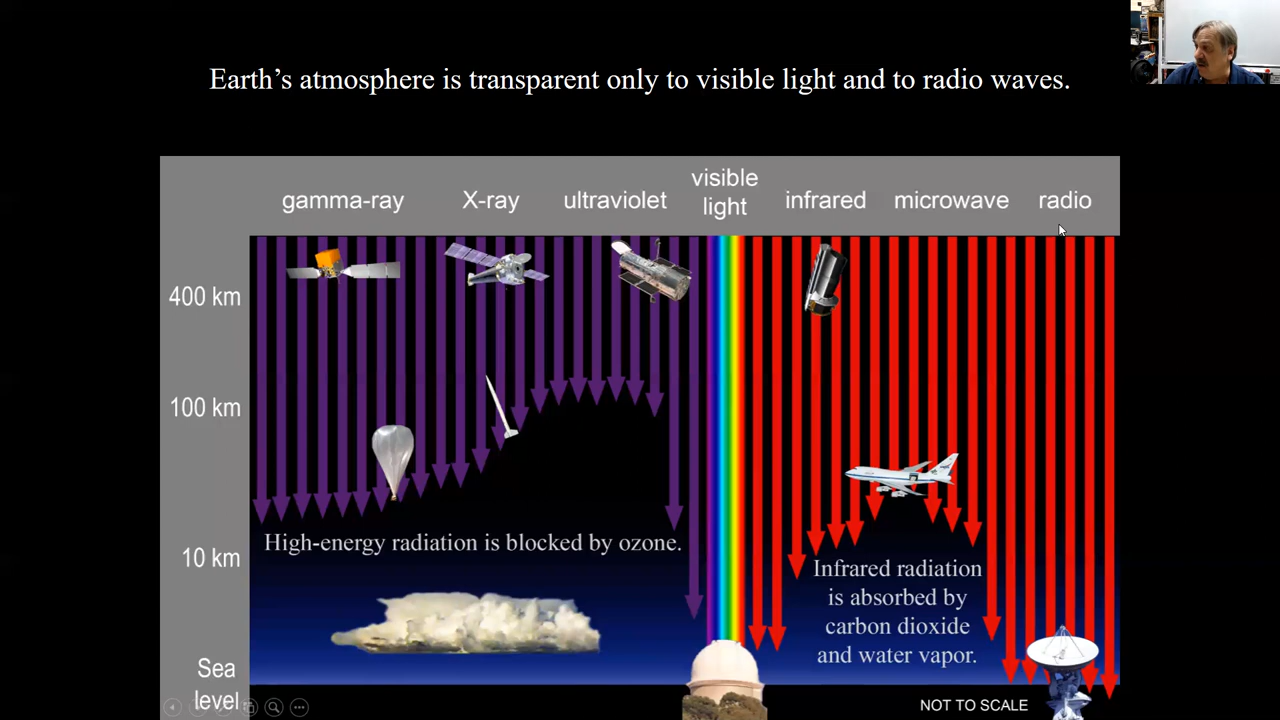 Earth’s atmosphere is transparent only to visible light and to radio waves.
gamma-ray X-ray ultraviolet visible light infrared microwave radio
400 km
100 km
10 km
Sea level
High-energy radiation is blocked by ozone.
Infrared radiation
is absorbed by
carbon dioxide
and water vapor.
NOT TO SCALE